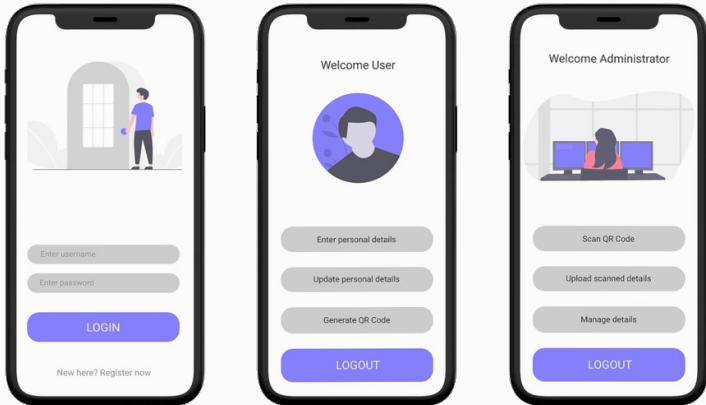 Enter username
Enter password
LOGIN
New here? Register now
Welcome User
Enter personal details
Update personal details
Generate QR Code
LOGOUT
Welcome Administrator
Scan QR Code
Upload scanned details
Manage details
LOGOUT